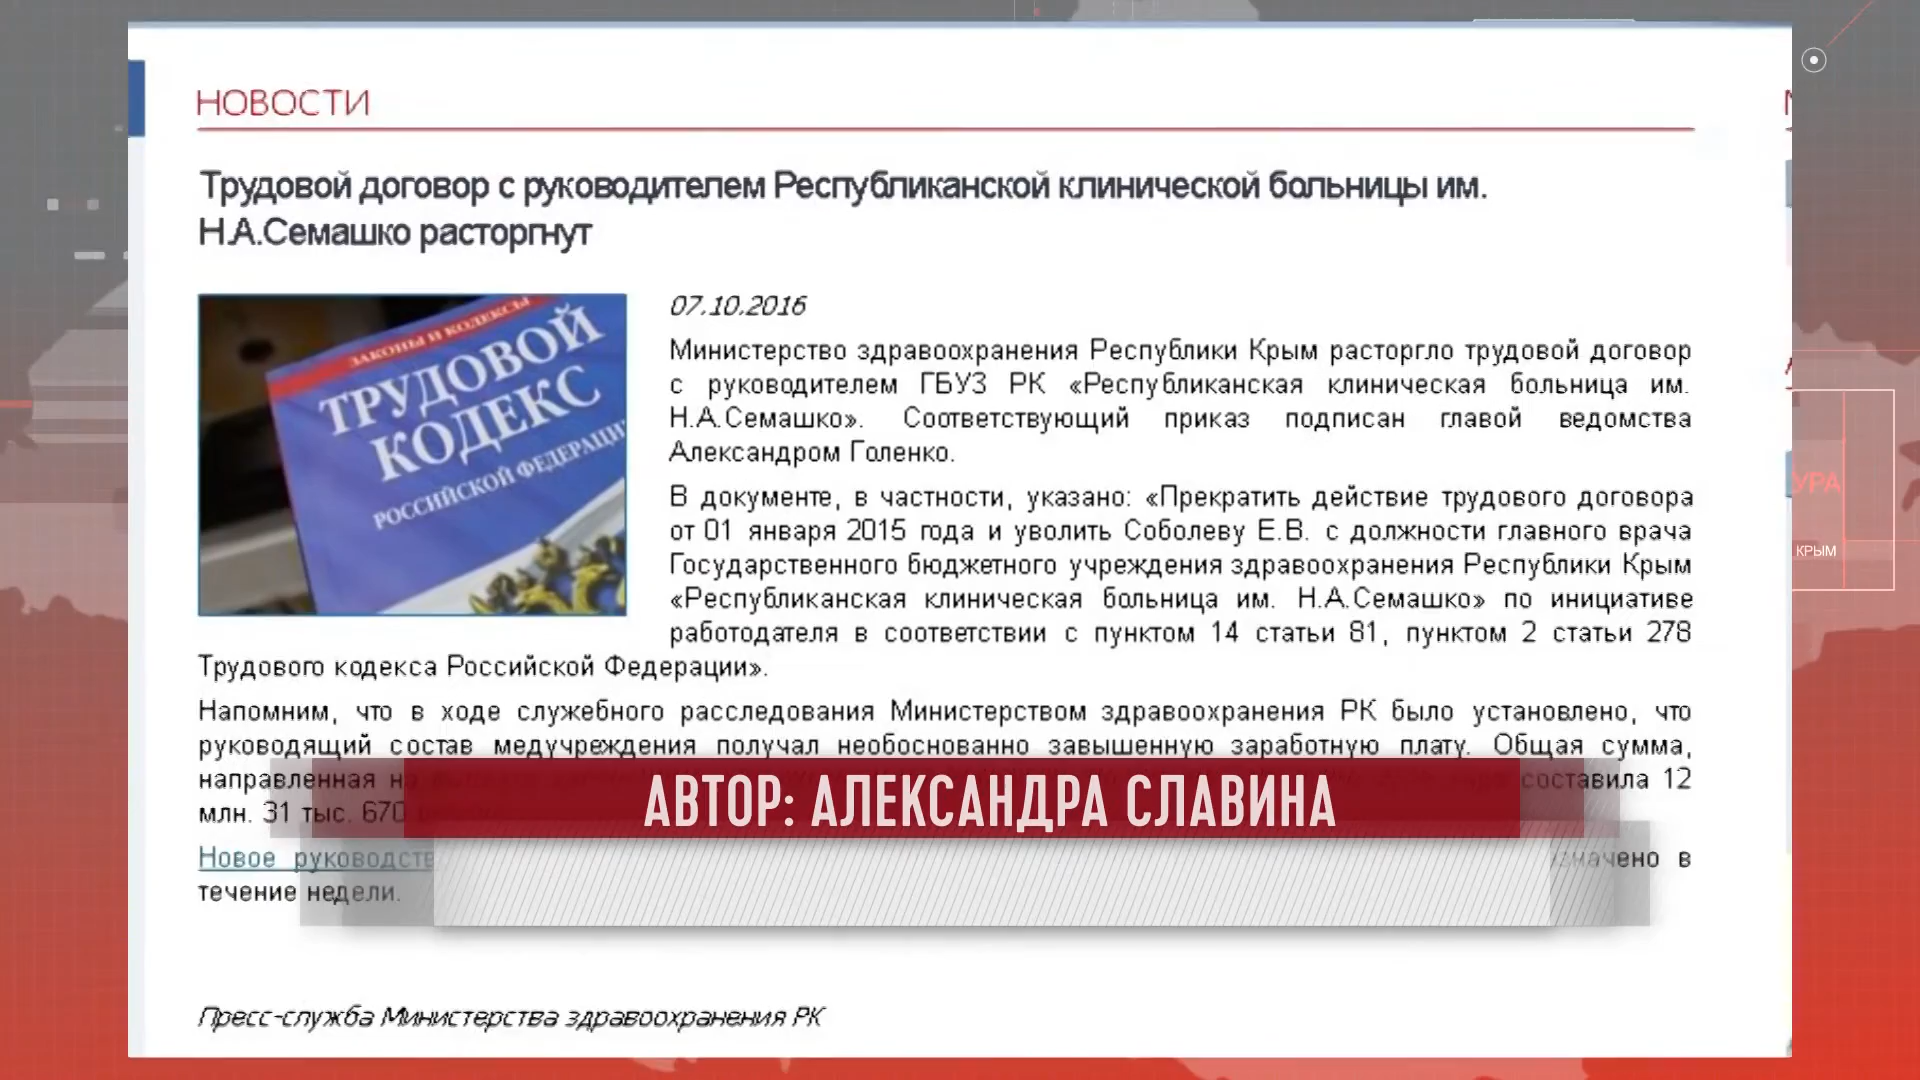 НОВОСТИ
Трудовой договор с руководителем Республиканской клинической больницы им.
Н.А.Семашко расторгнут
ЗАКОНЫ И КОДЕКСЫ
ТРУДОВОЙ
КОДЕКС
РОССИЙСКОЙ ФЕДЕРАЦИИ
07.10.2016
Министерство здравоохранения Республики Крым расторгло трудовой договор
с руководителем ГБУЗ РК «Республиканская клиническая больница им.
Н.А.Семашко». Соответствующий приказ подписан главой ведомства
Александром Голенко.
В документе, в частности, указано: «Прекратить действие трудового договора
от 01 января 2015 года и уволить Соболеву Е.В. с должности главного врача
Государственного бюджетного учреждения здравоохранения Республики Крым
«Республиканская клиническая больница им. Н.А.Семашко» по инициативе
работодателя в соответствии с пунктом 14 статьи 81, пунктом 2 статьи 278
Трудового кодекса Российской Федерации».
Напомним, что в ходе служебного расследования Министерством здравоохранения РК было установлено, что
руководящий состав медучреждения получал необоснованно завышенную заработную плату. Общая сумма,
направленная составила 12
млн. 31 тыс. 670
АВТОР: АЛЕКСАНДРА СЛАВИНА
Новое в
течение недели.
Пресс-служба Министерства здравоохранения РК
УРА
КРЫМ